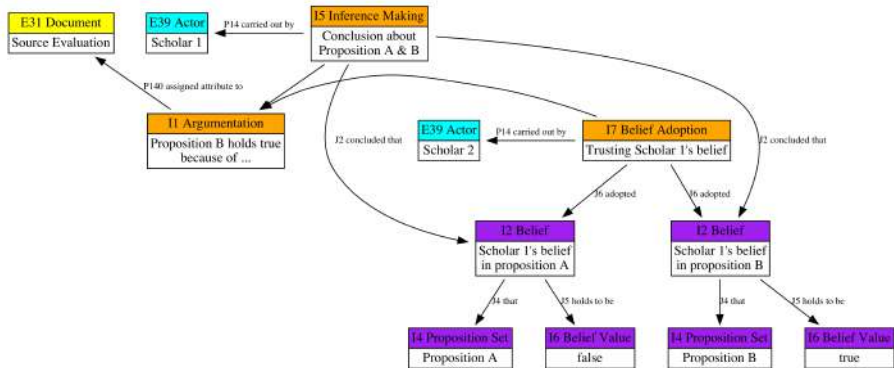 E31 Document
Source Evaluation
E39 Actor
Scholar 1
P14 carried out by
I5 Inference Making
Conclusion about
Proposition A & B
P140 assigned attribute to
I1 Argumentation
Proposition B holds true
because of ...
J2 concluded that
E39 Actor
Scholar 2
P14 carried out by
I7 Belief Adoption
Trusting Scholar 1's belief
J2 concluded that
J6 adopted
J6 adopted
I2 Belief
Scholar 1's belief
in proposition A
I2 Belief
Scholar 1's belief
in proposition B
J4 that
J5 holds to be
J4 that
J5 holds to be
I4 Proposition Set
Proposition A
I6 Belief Value
false
I4 Proposition Set
Proposition B
I6 Belief Value
true